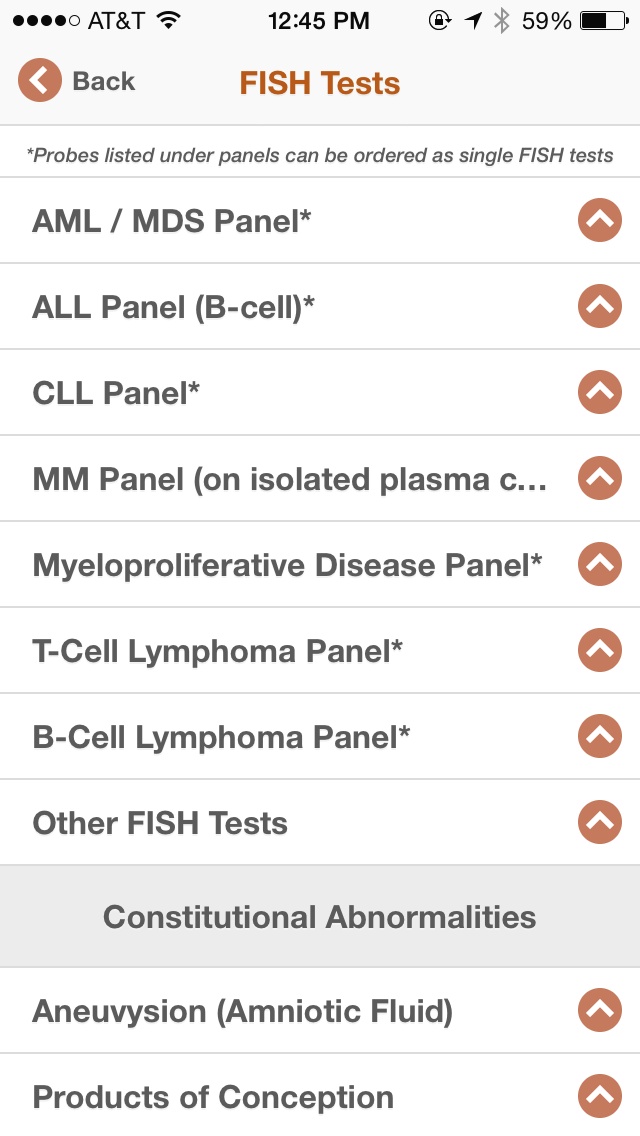 AT&T 12:45 PM 59%
Back FISH Tests
*Probes listed under panels can be ordered as single FISH tests
AML / MDS Panel*
ALL Panel (B-cell)*
CLL Panel*
MM Panel (on isolated plasma c...
Myeloproliferative Disease Panel*
T-Cell Lymphoma Panel*
B-Cell Lymphoma Panel*
Other FISH Tests
Constitutional Abnormalities
Aneuvysion (Amniotic Fluid)
Products of Conception